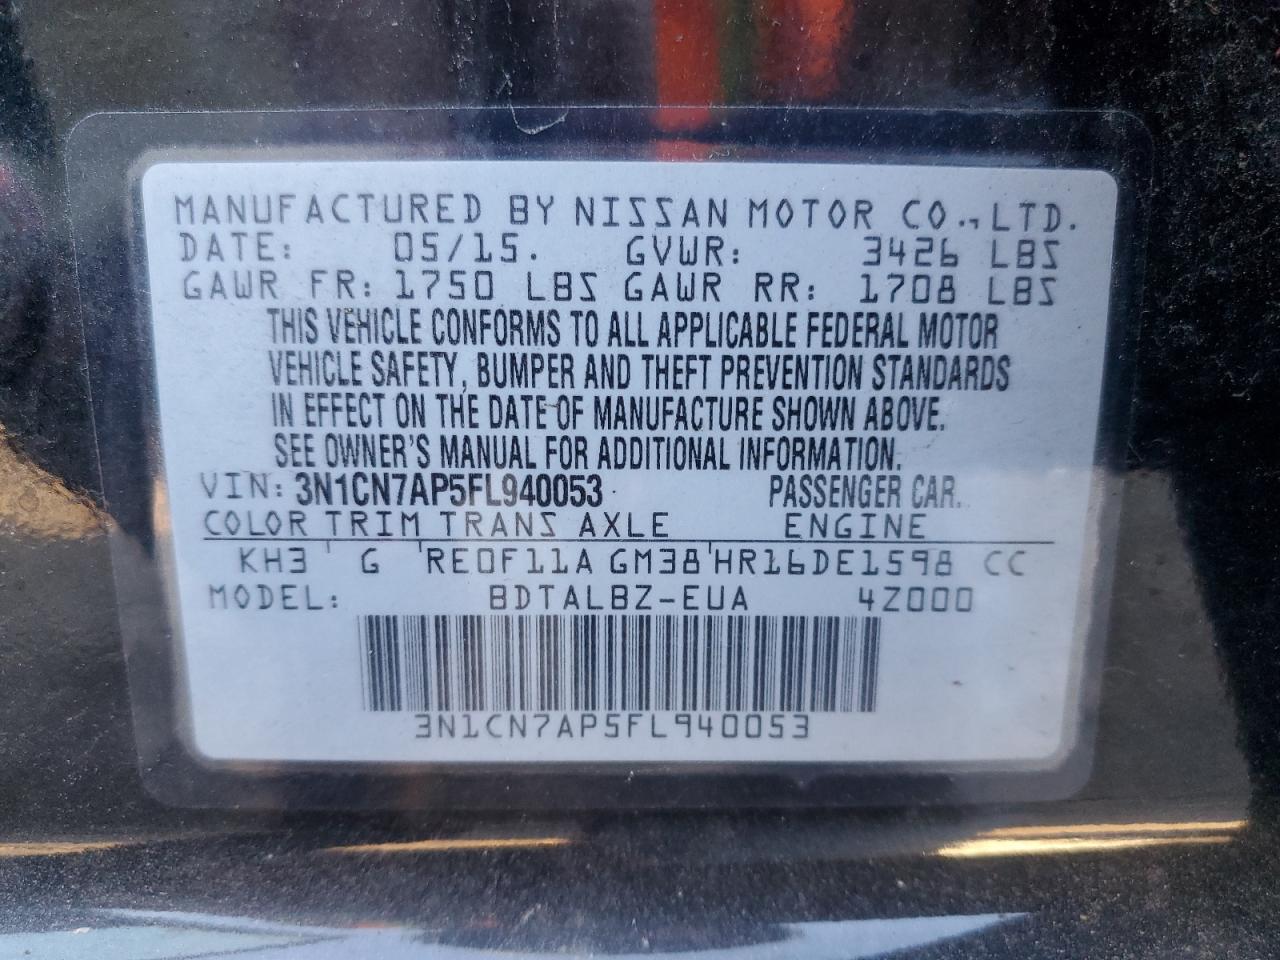 MANUFACTURED BY NISSAN MOTOR CO.,LTD.
DATE: 05/15. GVWR: 3426 LBS
GAWR FR: 1750 LBS GAWR RR: 1708 LBS
THIS VEHICLE CONFORMS TO ALL APPLICABLE FEDERAL MOTOR
VEHICLE SAFETY, BUMPER AND THEFT PREVENTION STANDARDS
IN EFFECT ON THE DATE OF MANUFACTURE SHOWN ABOVE.
SEE OWNER'S MANUAL FOR ADDITIONAL INFORMATION.
VIN: 3N1CN7AP5FL940053 PASSENGER CAR.
COLOR TRIM TRANS AXLE ENGINE
KH3 ' G 'RE0F11A GM38'HR16DE1598 CC
MODEL: BDTALBZ-EUA 4Z000
3N1CN7AP5FL940053